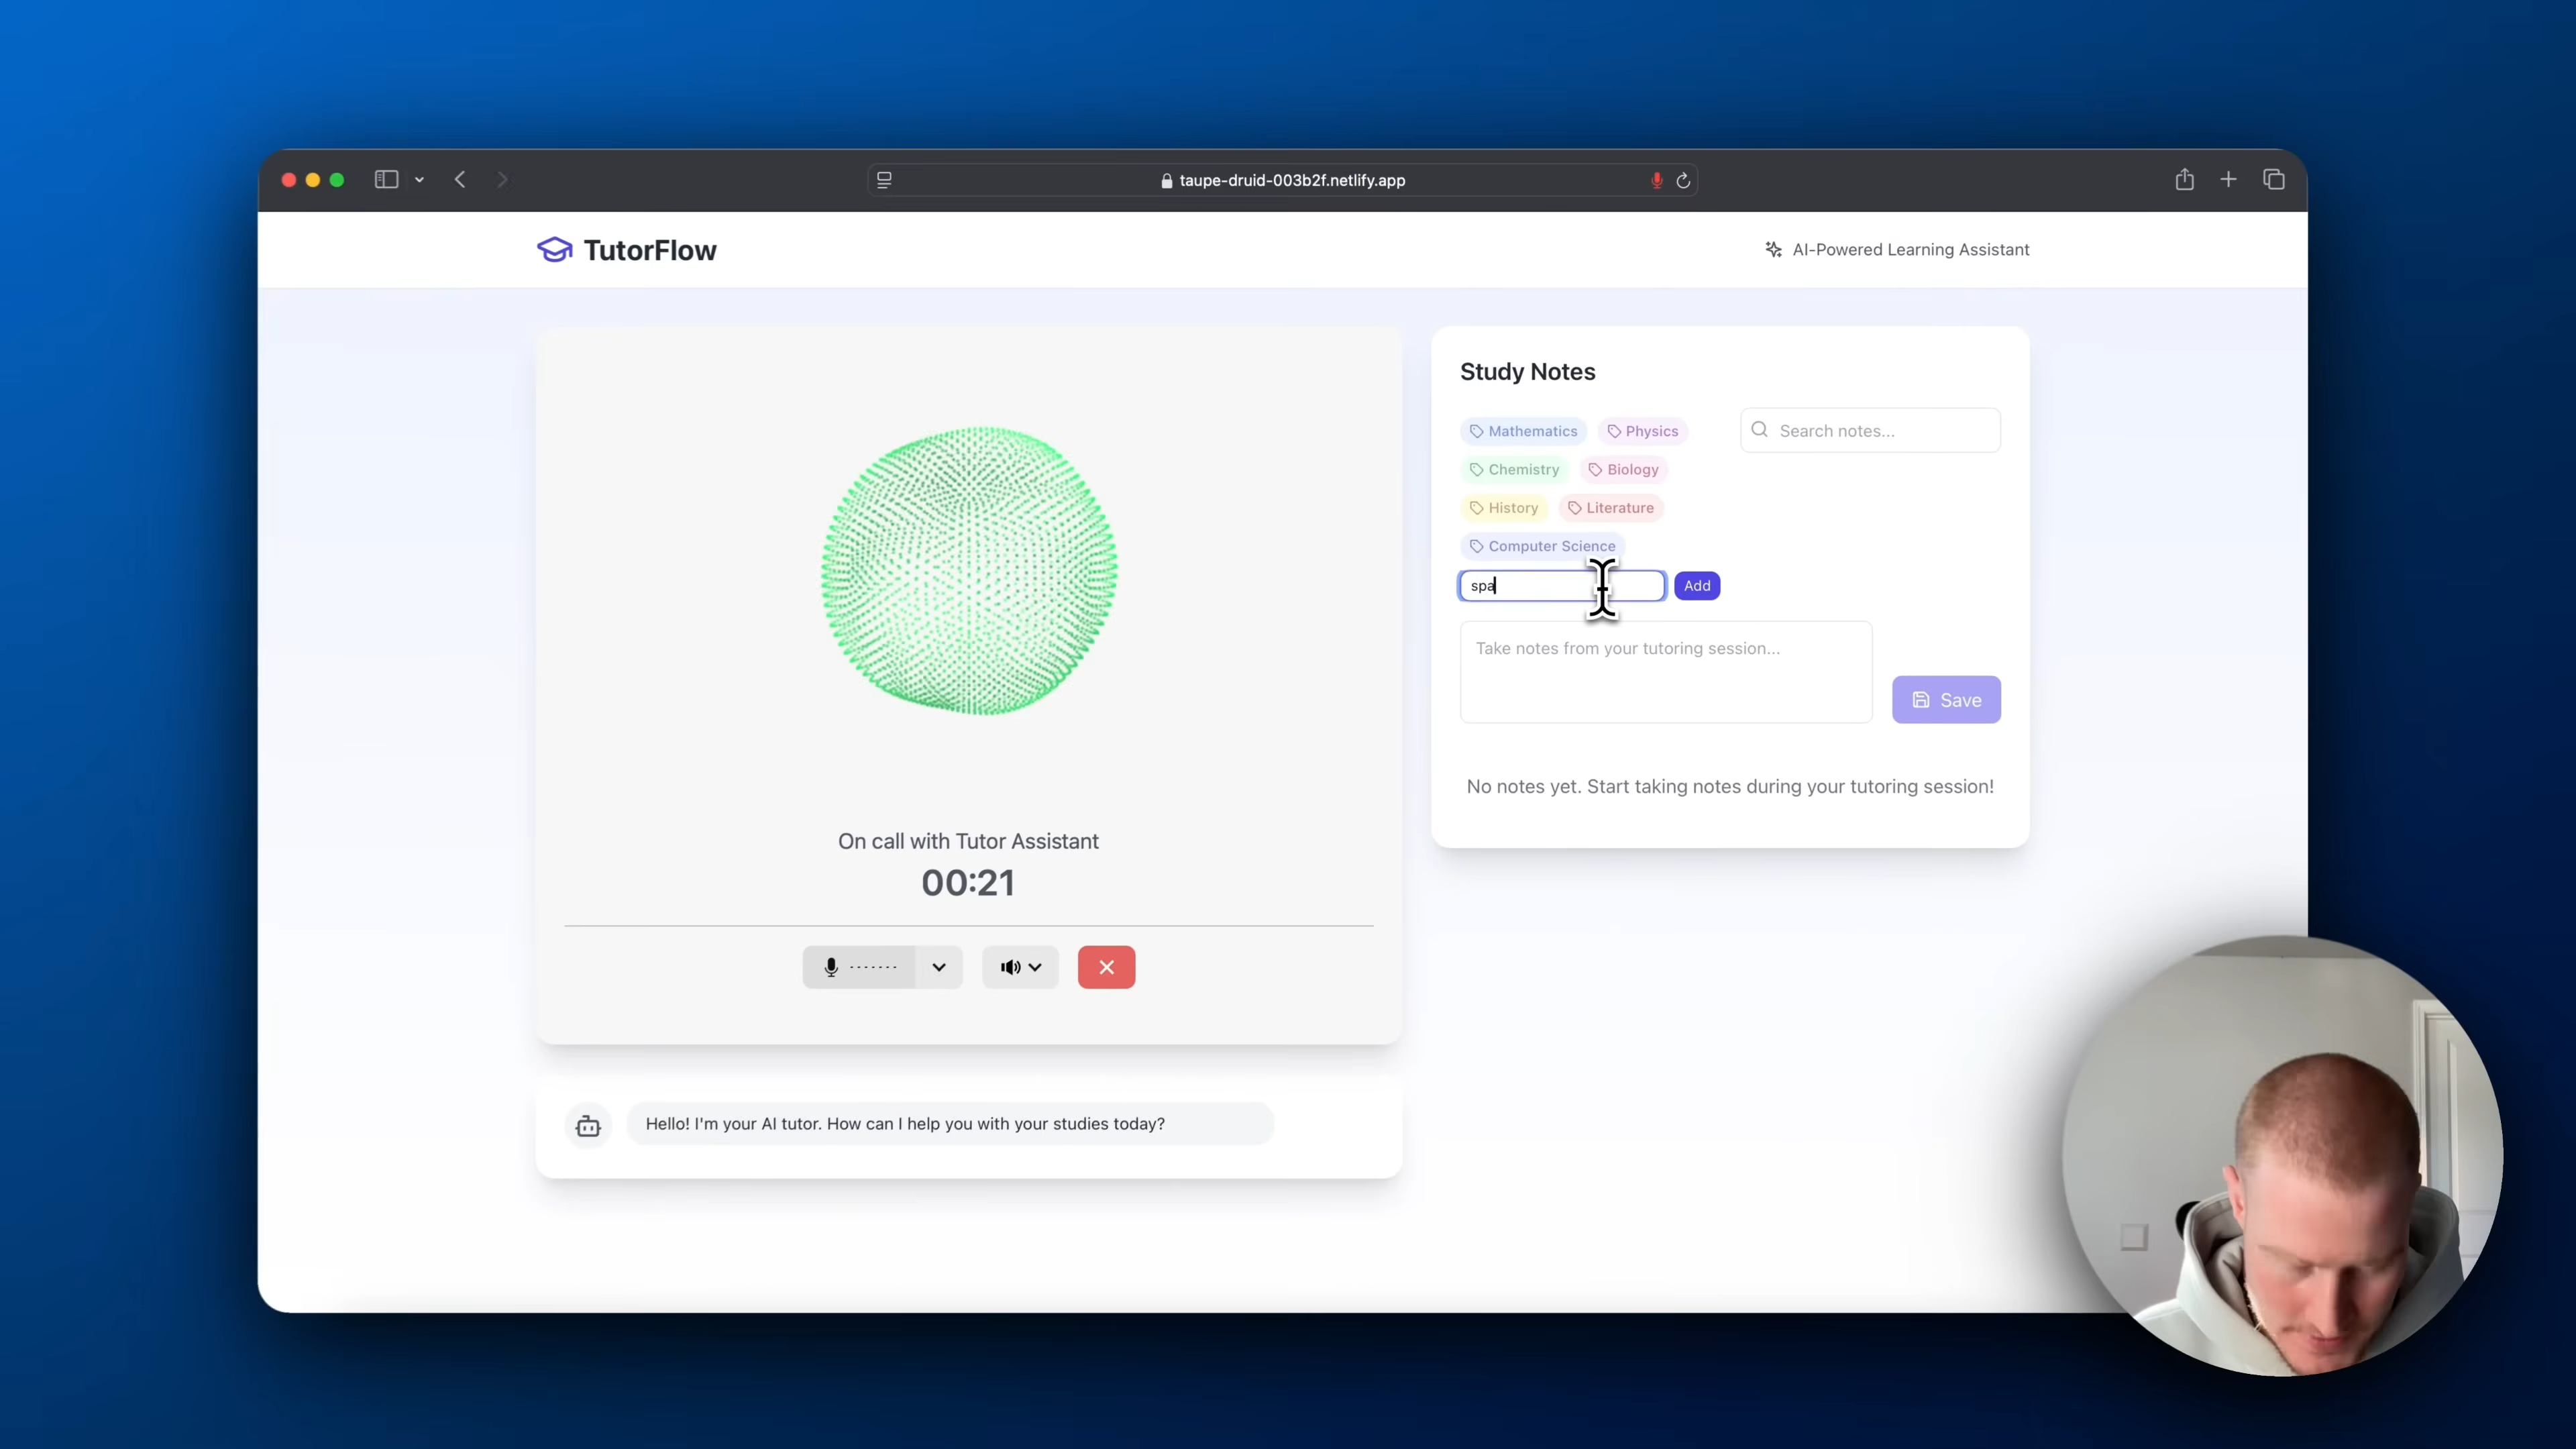 taupe-druid-003b2f.netlify.app
TutorFlow
AI-Powered Learning Assistant
Study Notes
Mathematics
Physics
Search notes...
Chemistry
Biology
History
Literature
Computer Science
spa
Add
Take notes from your tutoring session...
Save
No notes yet. Start taking notes during your tutoring session!
On call with Tutor Assistant
00:21
Hello! I'm your AI tutor. How can I help you with your studies today?